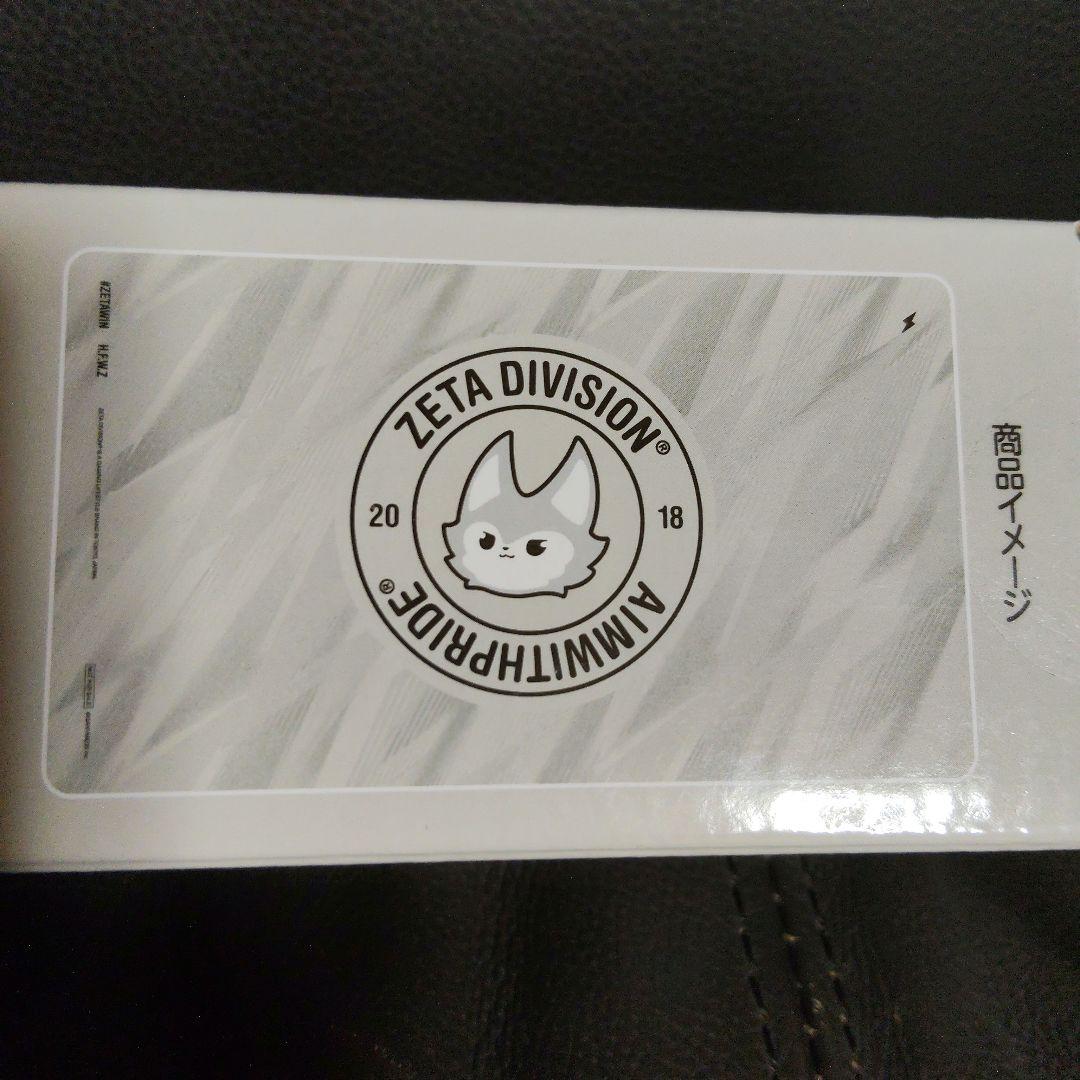 商品イメージ
ZETA DIVISION®
20
18
AIMWITHPRIDE®
#ZETAWIN H.F.W.Z